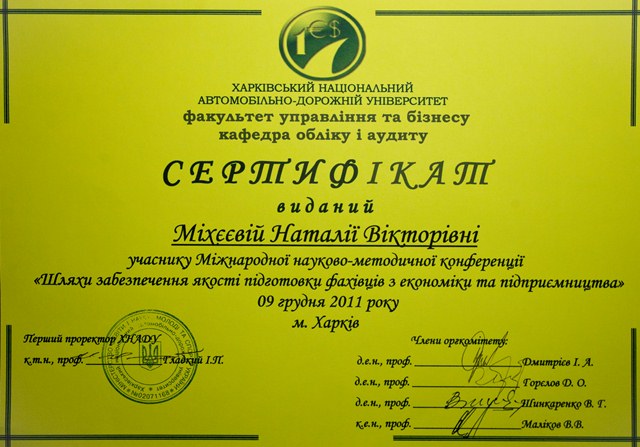 1 €$
ХАРКІВСЬКИЙ НАЦІОНАЛЬНИЙ
АВТОМОБІЛЬНО-ДОРОЖНІЙ УНІВЕРСИТЕТ
факультет управління та бізнесу
кафедра обліку і аудиту
СЕРТИФІКАТ
виданий
Міхєєвій Наталії Вікторівні
учаснику Міжнародної науково-методичної конференції
«Шляхи забезпечення якості підготовки фахівців з економіки та підприємництва»
09 грудня 2011 року
м. Харків
Перший проректор ХНАДУ
к.т.н., проф. Гладкий І.П.
Члени оргкомітету:
д.е.н., проф. Дмитрієв І. А.
д.е.н., проф. Горєлов Д. О.
д.е.н., проф. Шинкаренко В. Г.
к.е.н., проф. Маліков В.В.